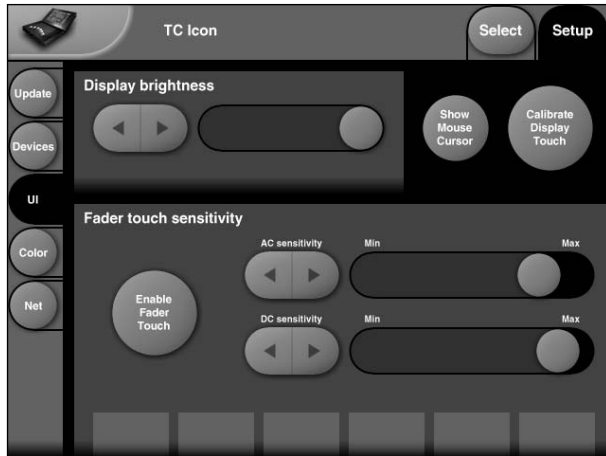 TC Icon
Select
Setup
Update
Devices
UI
Color
Net
Display brightness
Show
Mouse
Cursor
Calibrate
Display
Touch
Fader touch sensitivity
Enable
Fader
Touch
AC sensitivity
Min
Max
DC sensitivity
Min
Max